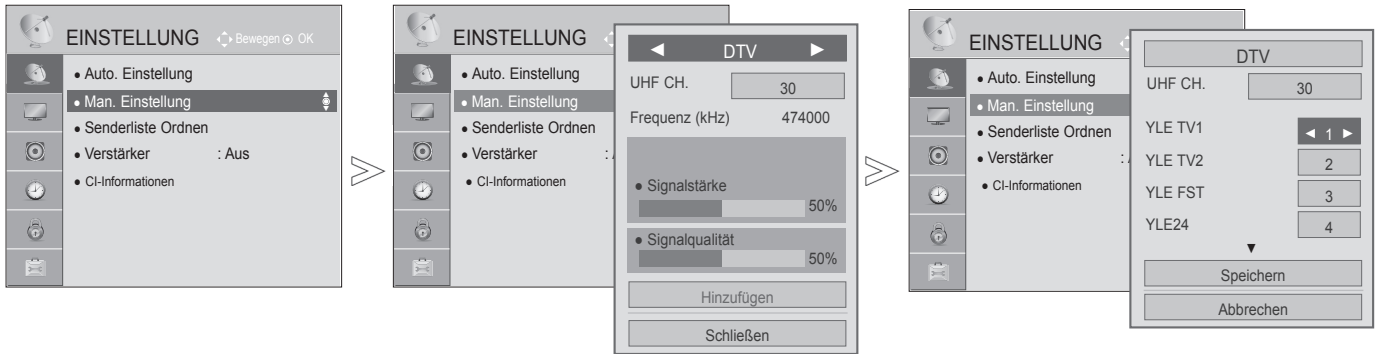 EINSTELLUNG Bewegen OK
• Auto. Einstellung
• Man. Einstellung
• Senderliste Ordnen
• Verstärker : Aus
• CI-Informationen
EINSTELLUNG
• Auto. Einstellung
• Man. Einstellung
• Senderliste Ordnen
• Verstärker :
• CI-Informationen
◄ DTV ►
UHF CH. 30
Frequenz (kHz) 474000
• Signalstärke
50%
• Signalqualität
50%
Hinzufügen
Schließen
EINSTELLUNG
• Auto. Einstellung
• Man. Einstellung
• Senderliste Ordnen
• Verstärker :
• CI-Informationen
DTV
UHF CH. 30
YLE TV1 ◄ 1 ►
YLE TV2 2
YLE FST 3
YLE24 4
▼
Speichern
Abbrechen